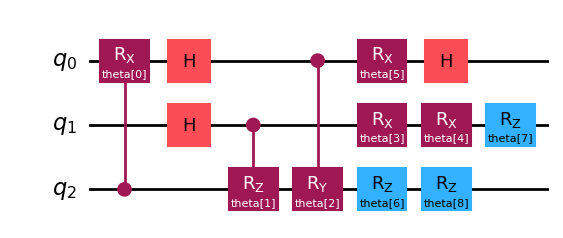 q0 RX theta[0] H RX theta[5] H
q1 H RX theta[3] RX theta[4] RZ theta[7]
q2 RZ theta[1] RY theta[2] RZ theta[6] RZ theta[8]